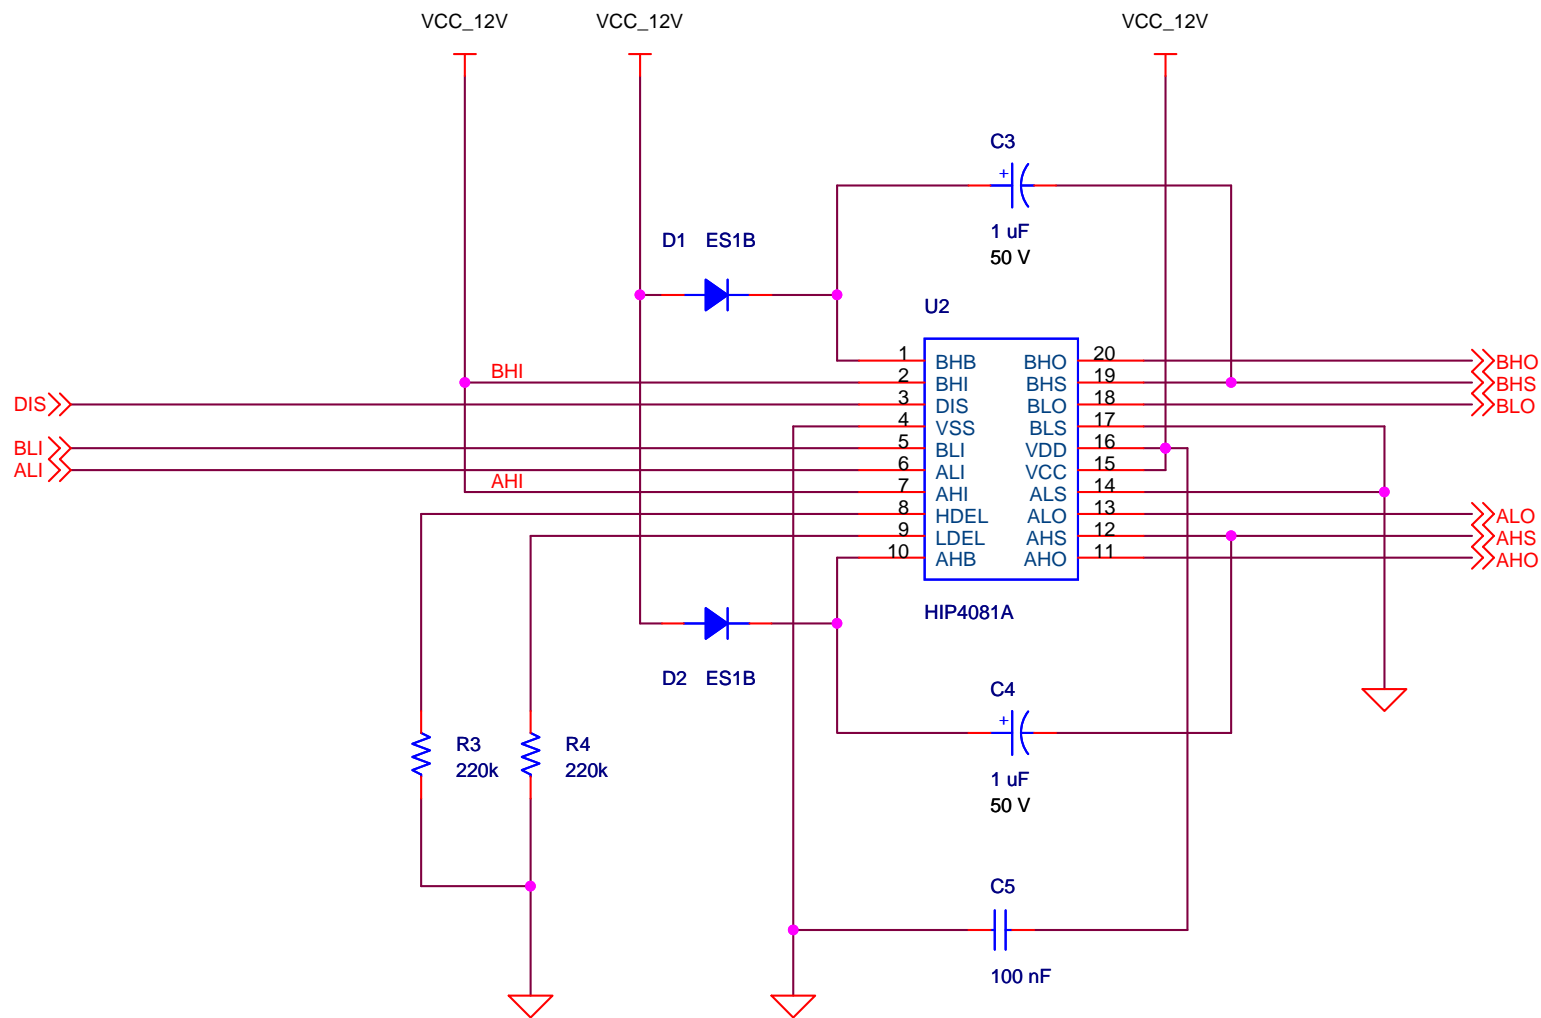 VCC_12V
VCC_12V
VCC_12V
C3
+
1 uF
50 V
D1 ES1B
U2
1 BHB BHO 20 BHO
BHI 2 BHI BHS 19 BHS
DIS 3 DIS BLO 18 BLO
4 VSS BLS 17
BLI 5 BLI VDD 16
ALI 6 ALI VCC 15
AHI 7 AHI ALS 14
8 HDEL ALO 13 ALO
9 LDEL AHS 12 AHS
10 AHB AHO 11 AHO
HIP4081A
D2 ES1B
C4
+
1 uF
50 V
R3
220k
R4
220k
C5
100 nF